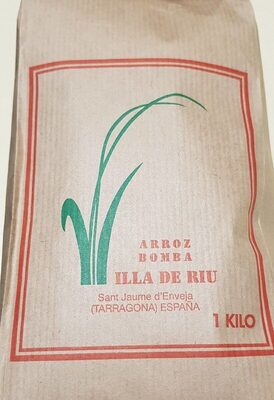 ARROZ
BOMBA
ILLA DE RIU
Sant Jaume d'Enveja
(TARRAGONA) ESPAÑA
1 KILO